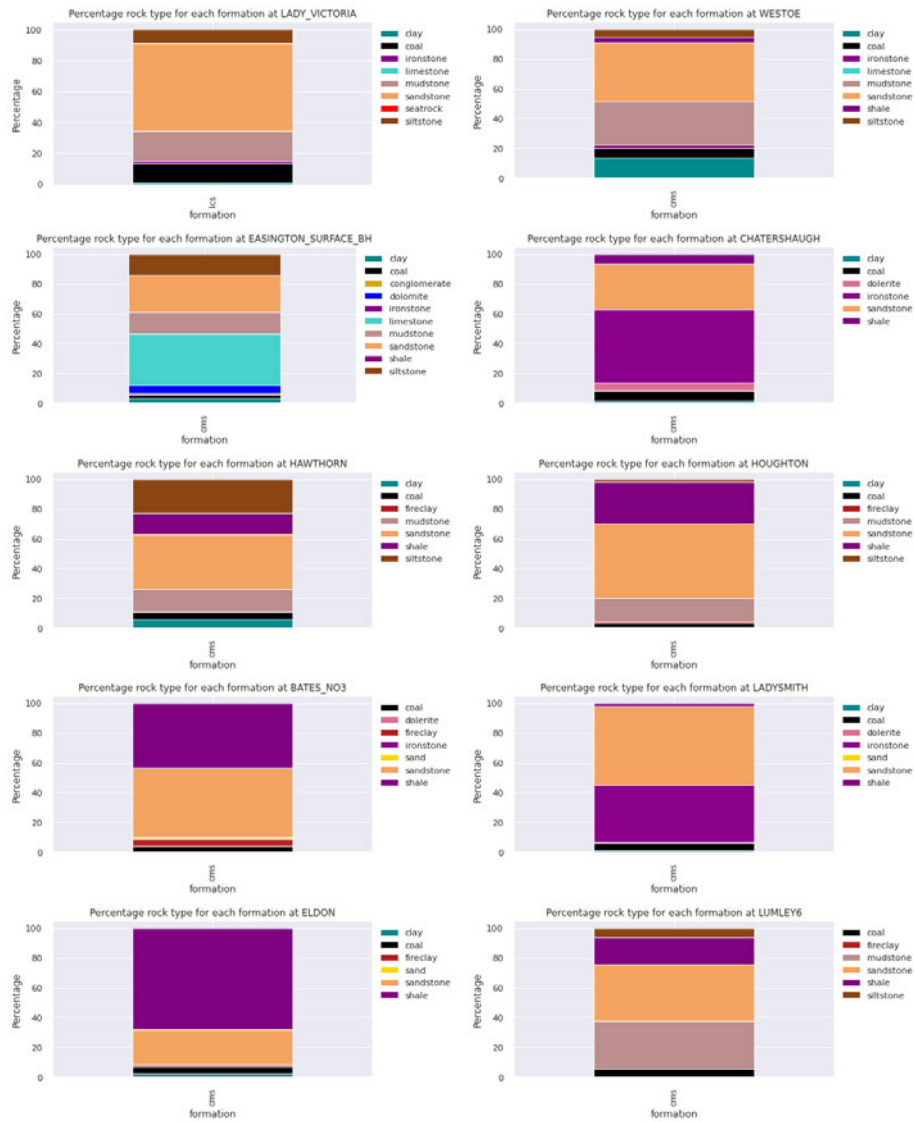 Percentage rock type for each formation at LADY_VICTORIA
100
80
60
40
20
0
Percentage
lcs
formation
clay
coal
ironstone
limestone
mudstone
sandstone
seatrock
siltstone
Percentage rock type for each formation at WESTOE
100
80
60
40
20
0
Percentage
cms
formation
clay
coal
ironstone
limestone
mudstone
sandstone
shale
siltstone
Percentage rock type for each formation at EASINGTON_SURFACE_BH
100
80
60
40
20
0
Percentage
cms
formation
clay
coal
conglomerate
dolomite
ironstone
limestone
mudstone
sandstone
shale
siltstone
Percentage rock type for each formation at CHATERSHAUGH
100
80
60
40
20
0
Percentage
cms
formation
clay
coal
dolerite
ironstone
sandstone
shale
Percentage rock type for each formation at HAWTHORN
100
80
60
40
20
0
Percentage
cms
formation
clay
coal
fireclay
mudstone
sandstone
shale
siltstone
Percentage rock type for each formation at HOUGHTON
100
80
60
40
20
0
Percentage
cms
formation
clay
coal
fireclay
mudstone
sandstone
shale
siltstone
Percentage rock type for each formation at BATES_NO3
100
80
60
40
20
0
Percentage
cms
formation
coal
dolerite
fireclay
ironstone
sand
sandstone
shale
Percentage rock type for each formation at LADYSMITH
100
80
60
40
20
0
Percentage
cms
formation
clay
coal
dolerite
ironstone
sand
sandstone
shale
Percentage rock type for each formation at ELDON
100
80
60
40
20
0
Percentage
cms
formation
clay
coal
fireclay
sand
sandstone
shale
Percentage rock type for each formation at LUMLEY6
100
80
60
40
20
0
Percentage
cms
formation
coal
fireclay
mudstone
sandstone
shale
siltstone